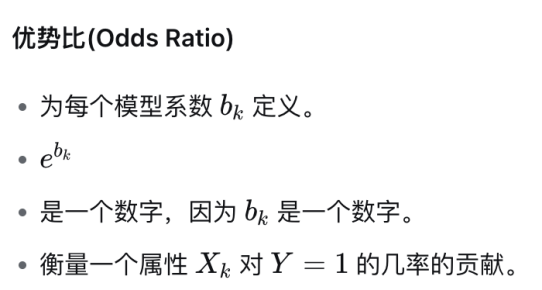 优势比(Odds Ratio)
• 为每个模型系数 b_k 定义。
• e^{b_k}
• 是一个数字，因为 b_k 是一个数字。
• 衡量一个属性 X_k 对 Y = 1 的几率的贡献。